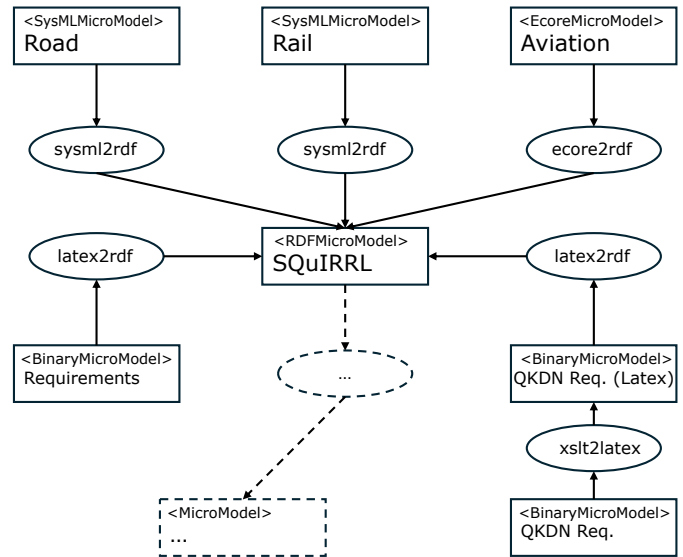 <SysMLMicroModel>
Road
<SysMLMicroModel>
Rail
<EcoreMicroModel>
Aviation
sysml2rdf
sysml2rdf
ecore2rdf
latex2rdf
<RDFMicroModel>
SQuIRRL
latex2rdf
<BinaryMicroModel>
Requirements
...
<BinaryMicroModel>
QKDN Req. (Latex)
xslt2latex
<MicroModel>
...
<BinaryMicroModel>
QKDN Req.